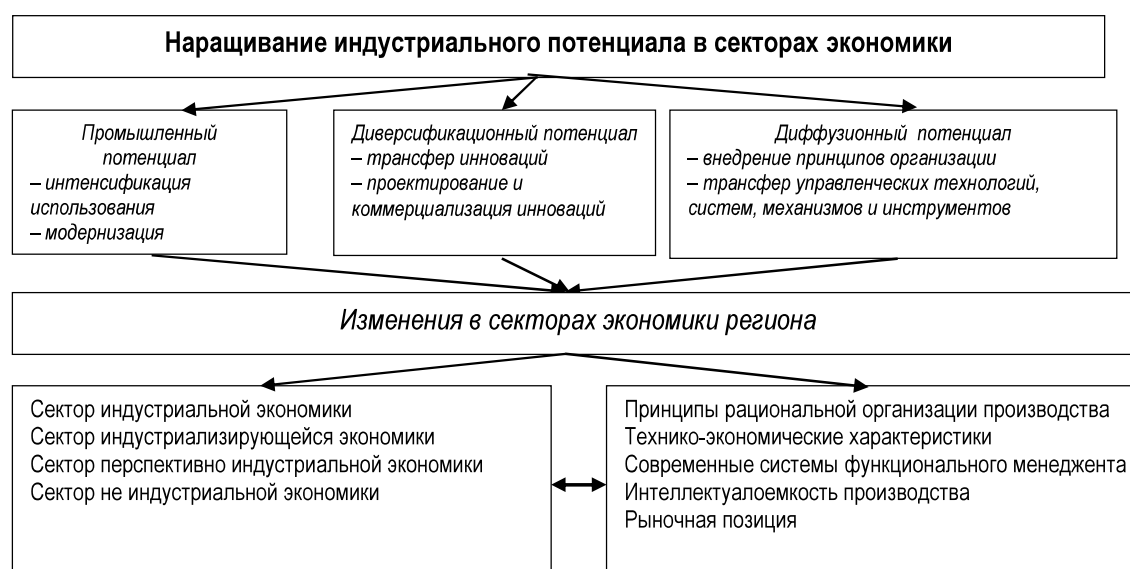 Наращивание индустриального потенциала в секторах экономики
Промышленный
потенциал
– интенсификация
использования
– модернизация
Диверсификационный потенциал
– трансфер инноваций
– проектирование и
коммерциализация инноваций
Диффузионный потенциал
– внедрение принципов организации
– трансфер управленческих технологий,
систем, механизмов и инструментов
Изменения в секторах экономики региона
Сектор индустриальной экономики
Сектор индустриализирующейся экономики
Сектор перспективно индустриальной экономики
Сектор не индустриальной экономики
Принципы рациональной организации производства
Технико-экономические характеристики
Современные системы функционального менеджента
Интеллектуалоемкость производства
Рыночная позиция